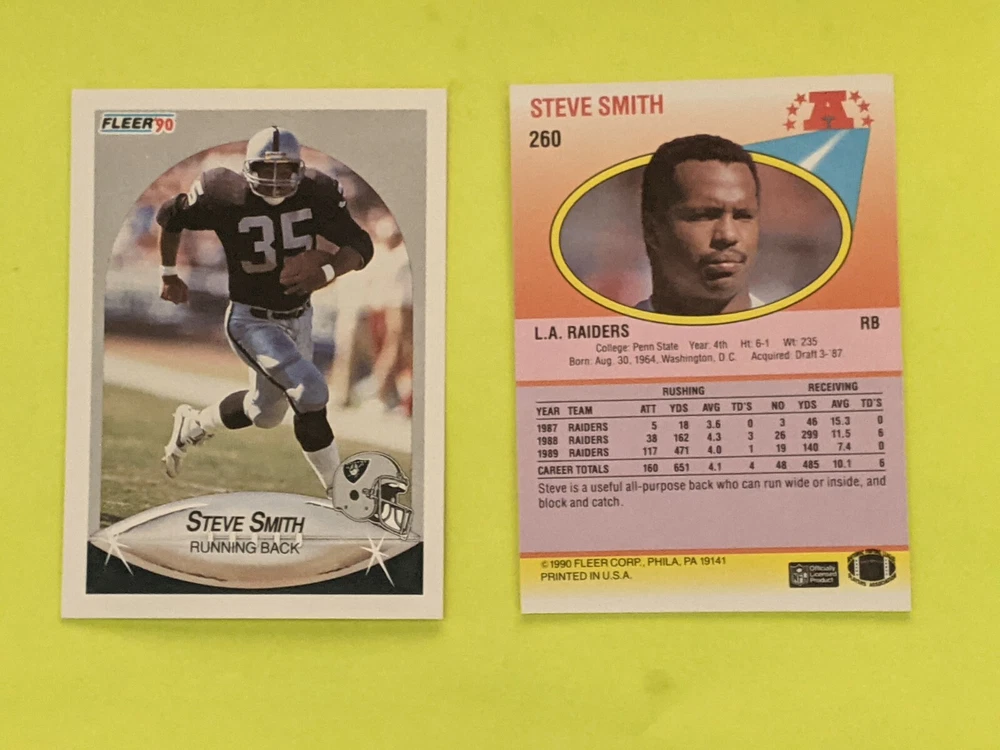 FLEER '90
35
35
STEVE SMITH
RUNNING BACK
STEVE SMITH
260
A
L.A. RAIDERS
RB
College: Penn State Year: 4th Ht: 6-1 Wt: 235
Born: Aug. 30, 1964, Washington, D.C. Acquired: Draft 3-'87
RUSHING RECEIVING
YEAR TEAM ATT YDS AVG TD'S NO YDS AVG TD'S
1987 RAIDERS 5 18 3.6 0 3 46 15.3 0
1988 RAIDERS 38 162 4.3 3 26 299 11.5 6
1989 RAIDERS 117 471 4.0 1 19 140 7.4 0
CAREER TOTALS 160 651 4.1 4 48 485 10.1 6
Steve is a useful all-purpose back who can run wide or inside, and
block and catch.
©1990 FLEER CORP., PHILA, PA 19141
PRINTED IN U.S.A.
NFL
Officially
Licensed
Product